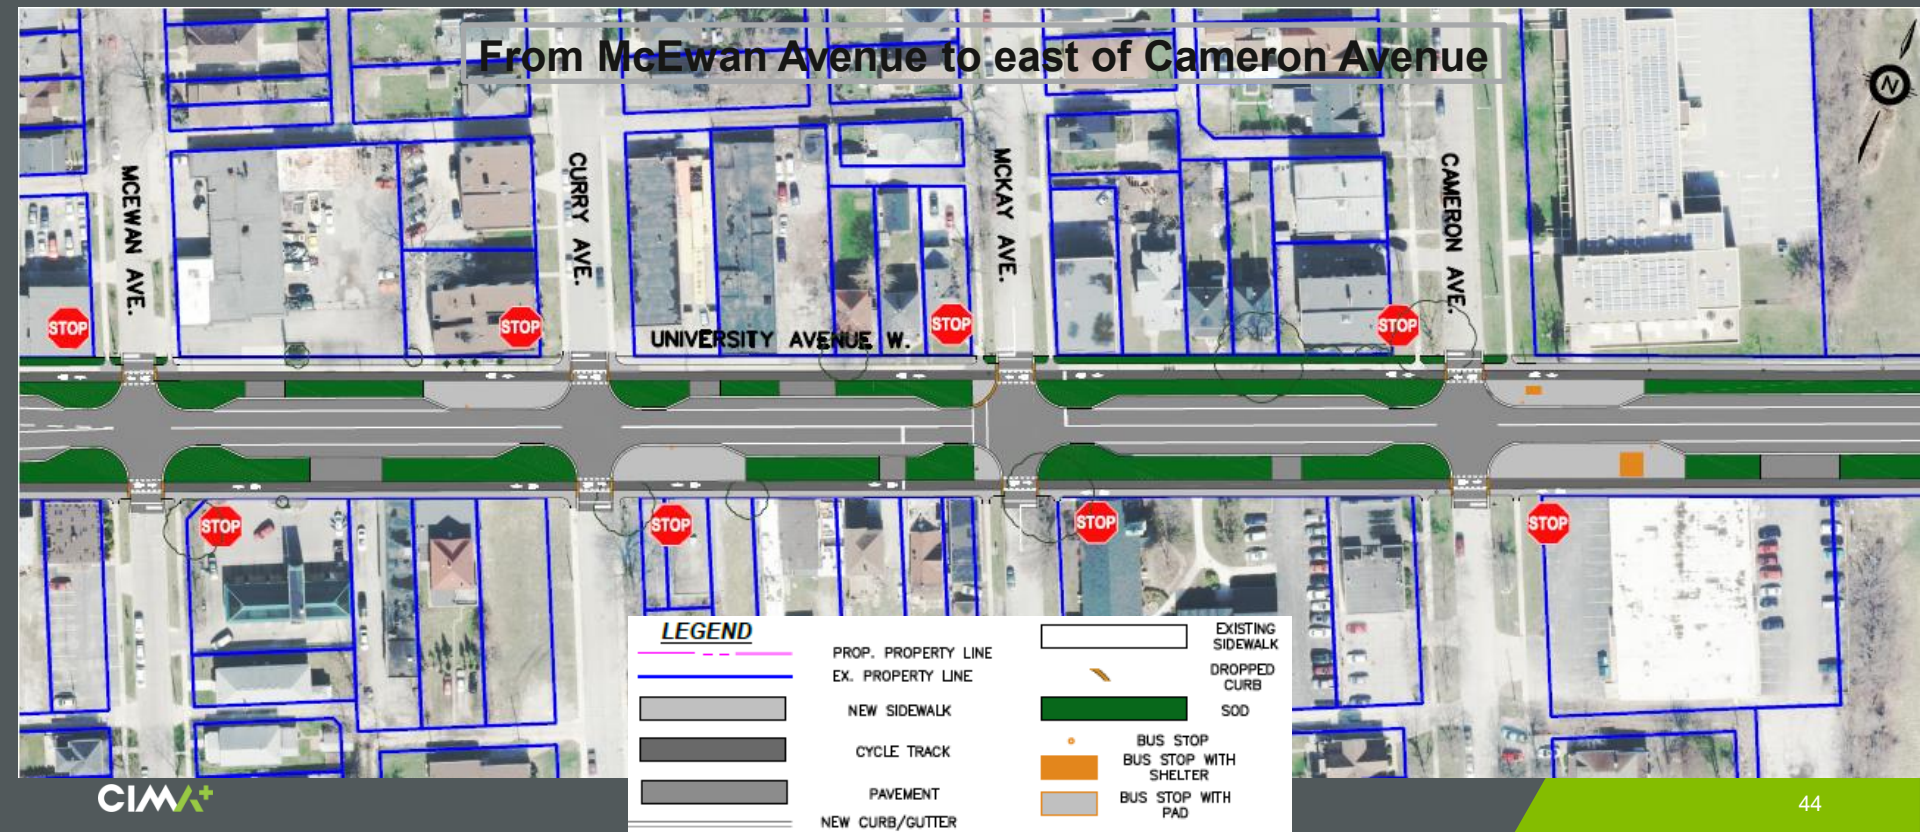 From McEwan Avenue to east of Cameron Avenue
N
MCEWAN AVE.
CURRY AVE.
MCKAY AVE.
CAMERON AVE.
STOP
STOP
STOP
STOP
UNIVERSITY AVENUE W.
STOP
STOP
STOP
STOP
LEGEND
PROP. PROPERTY LINE
EX. PROPERTY LINE
NEW SIDEWALK
CYCLE TRACK
PAVEMENT
NEW CURB/GUTTER
EXISTING
SIDEWALK
DROPPED
CURB
SOD
BUS STOP
BUS STOP WITH
SHELTER
BUS STOP WITH
PAD
CIMA+
44